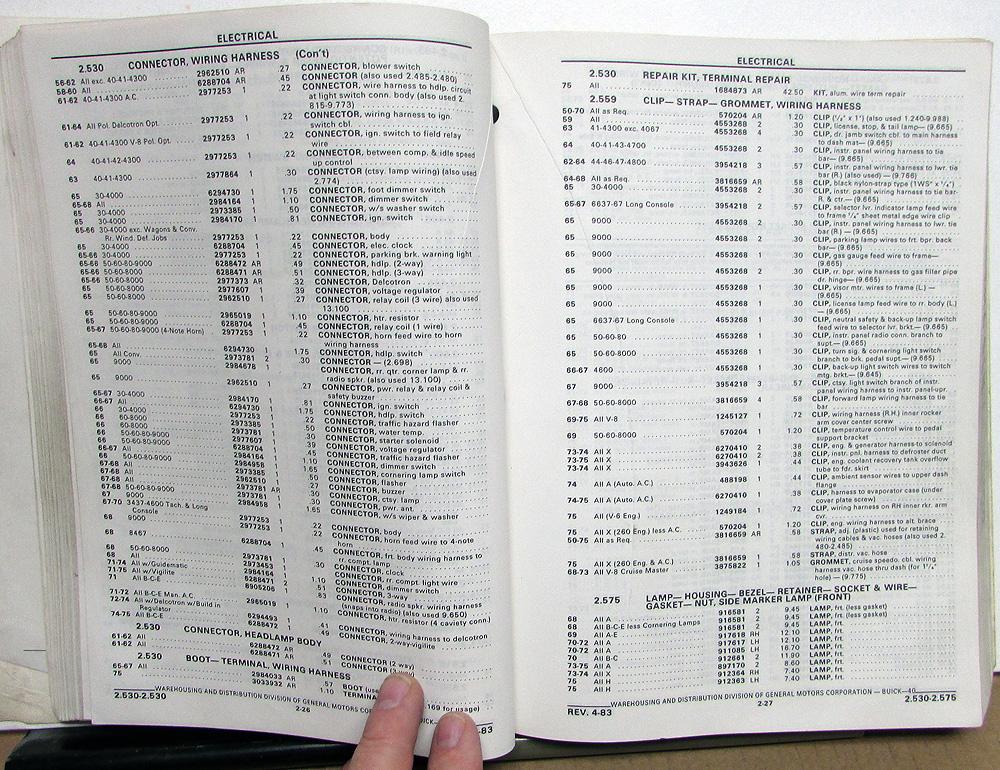 ELECTRICAL
2.530 CONNECTOR, WIRING HARNESS (Con't)
56-62 All exc. 40-41-4300 2962510 AR .27 CONNECTOR, blower switch
58-60 All 6288704 AR .45 CONNECTOR (also used 2.485-2.480)
61-62 40-41-4300 A.C. 2977253 1 .22 CONNECTOR, wire harness to hdlp. circuit
at light switch conn. body (also used 2.
815-9.773)
61-64 All Pol. Delcotron Opt. 2977253 1 .22 CONNECTOR, wiring harness to ign.
switch cbl.
61-62 40-41-4300 V-8 Pol. Opt. 2977253 1 .22 CONNECTOR, ign. switch to field relay
wire
64 40-41-42-4300 2977253 1 .22 CONNECTOR, between comp. & idle speed
up control
63 40-41-4300 2977864 1 .30 CONNECTOR (ctsy. lamp wiring) (also used
2.774)
65 30-4000 6294730 1 1.75 CONNECTOR, foot dimmer switch
65-68 All 2984164 1 1.10 CONNECTOR, dimmer switch
65 30-4000 2973385 1 .50 CONNECTOR, w/s washer switch
65 30-4000 2984170 1 .81 CONNECTOR, ign. switch
65-66 30-4000 exc. Wagons & Conv.
Rr. Wind. Def. Jobs 2977253 1 .22 CONNECTOR, body
65 30-4000 6288704 1 .45 CONNECTOR, elec. clock
65-66 30-4000 2977253 1 .22 CONNECTOR, parking brk. warning light
65-66 50-60-80-9000 6288472 AR .49 CONNECTOR, hdlp. (2-way)
65-66 50-60-80-9000 6288471 AR .51 CONNECTOR, hdlp. (3-way)
65-66 50-60-8000 2977373 AR .32 CONNECTOR, Delcotron
65 50-60-8000 2977607 1 .39 CONNECTOR, voltage regulator
65 50-60-8000 2962510 1 .27 CONNECTOR, relay coil (3 wire) also used
13.100
65 50-60-80-9000 2965019 1 1.10 CONNECTOR, htr. resistor
65 50-60-80-9000 6288704 1 .45 CONNECTOR, relay coil (1 wire)
65-67 50-60-80-9000 (4-Note Horn) 2977253 1 .22 CONNECTOR, horn feed wire to horn
wiring harness
65-68 All 6294730 1 1.75 CONNECTOR, hdlp. switch
65 All Conv. 2973781 2 .30 CONNECTOR — (2.698)
65 9000 2984678 1 CONNECTOR, rr. qtr. corner lamp & rr.
radio spkr. (also used 13.100)
65 9000 2962510 1 .27 CONNECTOR, pwr. relay & relay coil &
safety buzzer
65-67 30-4000 2984170 1 .81 CONNECTOR, ign. switch
65-67 All 6294730 1 1.75 CONNECTOR, hdlp. switch
66 30-4000 2977253 1 .22 CONNECTOR, traffic hazard flasher
66 60-8000 2973385 1 .50 CONNECTOR, water temp.
66 60-8000 2973781 1 .30 CONNECTOR, starter solenoid
66 50-60-80-9000 2977607 1 .39 CONNECTOR, voltage regulator
66 50-60-80-9000 6288704 1 .45 CONNECTOR, traffic hazard flasher
66-67 All 2984164 1 1.10 CONNECTOR, dimmer switch
66 50-60-80-9000 2984958 1 1.65 CONNECTOR, cornering lamp switch
67-68 All 2973385 1 .50 CONNECTOR, flasher
67-68 All 2962510 1 .27 CONNECTOR, buzzer
67-68 50-60-80-9000 2973781 AR .30 CONNECTOR, ctsy. lamp
67 9000 2973781 1 .30 CONNECTOR, pwr. ant.
67-70 3437-4600 Tach. & Long 2984958 1 1.65 CONNECTOR, w/s wiper & washer
Console
68 9000 2977253 1 .22 CONNECTOR, body
2977253 1 .22 CONNECTOR, horn feed wire to 4-note
horn
68 8467 6288704 1 .45 CONNECTOR, frt. body wiring harness to
rr. compt. lamp
68 50-60-8000
68 All 2973781 1 CONNECTOR, clock
71-74 All w/Guidematic 2973453 1 .30 CONNECTOR, rr. compt. light wire
71-75 All w/Vigilite 2984164 1 1.10 CONNECTOR, dimmer switch
71 All B-C-E 6288471 2 .51 CONNECTOR, 3-way
8905206 1 .83 CONNECTOR, radio spkr. wiring harness
(snaps into radio) (also used 9.650)
71-72 All B-C-E Man. A.C. 2965019 1 1.10 CONNECTOR, htr. resistor (4 cavity conn.)
72-74 All w/Delcotron w/Build in
Regulator
74-75 All B-C-E 6294493 1 .41 CONNECTOR, wiring harness to delcotron
6288472 1 .49 CONNECTOR, 2-way-vigilite
2.530 CONNECTOR, HEADLAMP BODY
61-62 All 6288472 AR .49 CONNECTOR (2 way)
61-62 All 6288471 AR .51 CONNECTOR (3-way)
2.530 BOOT— TERMINAL, WIRING HARNESS
65-67 All 2984033 AR .57 BOOT
75 3033932 AR 1.10 TERMINAL .169 for usage)
WAREHOUSING AND DISTRIBUTION DIVISION OF GENERAL MOTORS BUICK—
2.530-2.530 2-26 -83
ELECTRICAL
2.530 REPAIR KIT, TERMINAL REPAIR
75 All 1684873 AR 42.50 KIT, alum. wire term repair
2.559 CLIP— STRAP— GROMMET, WIRING HARNESS
50-70 All as Req. 570204 AR 1.20 CLIP (1/8" x 1") (also used 1.240-9.988)
59 All 4553268 2 .30 CLIP, license, stop, & tail lamp— (9.665)
63 41-4300 exc. 4067 4553268 4 .30 CLIP, dr. jamb switch cbl. to main harness
to dash mat— (9.665)
64 40-41-43-4700 4553268 2 .30 CLIP, instr. panel wiring harness to tie
bar— (9.665)
62-64 44-46-47-4800 3954218 3 .57 CLIP, instr. panel wiring harness to lwr. tie
bar (R.) (also used) — (9.766)
64-68 All as Req. 3816659 AR .58 CLIP, black nylon-strap type
65 30-4000 4553268 2 .30 CLIP, instr. panel wiring harness to tie bar-
R. & ctr.— (9.665)
65-67 6637-67 Long Console 3954218 2 .57 CLIP, selector lvr. indicator lamp feed wire
to frame sheet metal edge wire clip
65 9000 4553268 2 .30 CLIP, instr. panel wiring harness to lwr. tie
bar (R.) — (9.665)
65 9000 4553268 2 .30 CLIP, parking lamp wires to frt. bpr. back
bar— (9.665)
65 9000 4553268 1 .30 CLIP, gas gauge feed wire to frame—
(9.665)
65 9000 4553268 2 .30 CLIP, rr. bpr. wire harness to gas filler pipe
dr. hinge— (9.665)
65 9000 4553268 1 .30 CLIP, visor mtr. wires to frame (L.) —
(9.665)
65 9000 4553268 1 .30 CLIP, license lamp feed wire to rr. body (L.)
— (9.665)
65 6637-67 Long Console 4553268 1 .30 CLIP, neutral safety & back-up lamp switch
feed wire to selector lvr. brkt.— (9.665)
65 50-60-80 4553268 1 .30 CLIP, instr. panel radio conn. branch to
supt.— (9.665)
65 50-60-8000 4553268 1 .30 CLIP, turn sig. & cornering light switch
branch to brk. pedal supt.— (9.665)
66-67 4600 4553268 1 .30 CLIP, back-up light switch wires to switch
mtg. brkt.— (9.645)
67 9000 3954218 3 .57 CLIP, ctsy. light switch branch of instr.
panel wiring harness to instr. panel-upr.
67-68 50-60-8000 3816659 4 .58 CLIP, forward lamp wiring harness to tie
bar
69-75 All V-8 1245127 1 .72 CLIP, wiring harness (R.H.) inner rocker
arm cover center screw
69 50-60-8000 570204 1 1.20 CLIP, temperature control wire to pedal
support bracket
73-74 All X 6270410 2 .38 CLIP, eng. & generator harness-to solenoid
73-74 All X 6270410 2 .38 CLIP, instr. pnl. harness to defroster duct
73-75 All X 3943626 1 .44 CLIP, eng. coolant recovery tank overflow
tube to fdr. skirt
74 All A (Auto. A.C.) 488198 1 .44 CLIP, ambient sensor wires to upper dash
flange
74-75 All A (Auto. A.C.) 6270410 1 .38 CLIP, harness to evaporator case (under
cover plate screw)
75 All (V-6 Eng.) 1249184 1 .72 CLIP, wiring harness on RH inner rkr. arm
cvr.
75 All X (260 Eng.) less A.C. 570204 1 1.20 CLIP, eng. wiring harness to alt. brace
50-75 All as Req. 3816659 AR .58 STRAP, adj. (plastic) used for retaining
wiring cables & vac. hoses (also used 2.
480-2.485)
75 All X (260 Eng. & A.C.) 3816659 1 .58 STRAP, distr. vac. hose
68-73 All V-8 Cruise Master 3875822 1 1.05 GROMMET, cruise speedo. cbl. wiring
harness vac. hose thru dash (for 1 1/4"
hole) — (9.775)
2.575 LAMP— HOUSING— BEZEL— RETAINER— SOCKET & WIRE—
GASKET— NUT, SIDE MARKER LAMP (FRONT)
68 All A 916581 2 9.45 LAMP, frt. (less gasket)
68 All B-C-E less Cornering Lamps 916581 2 9.45 LAMP, frt. (less gasket)
69 All A-E 916581 2 9.45 LAMP, frt.
70-72 All A 917618 RH 12.10 LAMP, frt.
70-72 All A 917617 LH 12.10 LAMP, frt.
70-72 All B-C 911085 LH 16.70 LAMP, frt.
73-75 All A 912661 2 11.90 LAMP, frt.
73-74 All X 897170 2 8.60 LAMP, frt.
75 All H 912364 RH 7.40 LAMP, frt.
75 All H 912363 LH 7.40 LAMP, frt.
WAREHOUSING AND DISTRIBUTION DIVISION OF GENERAL MOTORS CORPORATION — BUICK—40
REV. 4-83 2-27 2.530-2.575